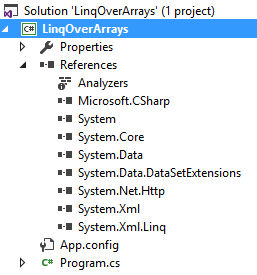 Solution 'LinqOverArrays' (1 project)
C# LinqOverArrays
Properties
References
Analyzers
Microsoft.CSharp
System
System.Core
System.Data
System.Data.DataSetExtensions
System.Net.Http
System.Xml
System.Xml.Linq
App.config
C# Program.cs